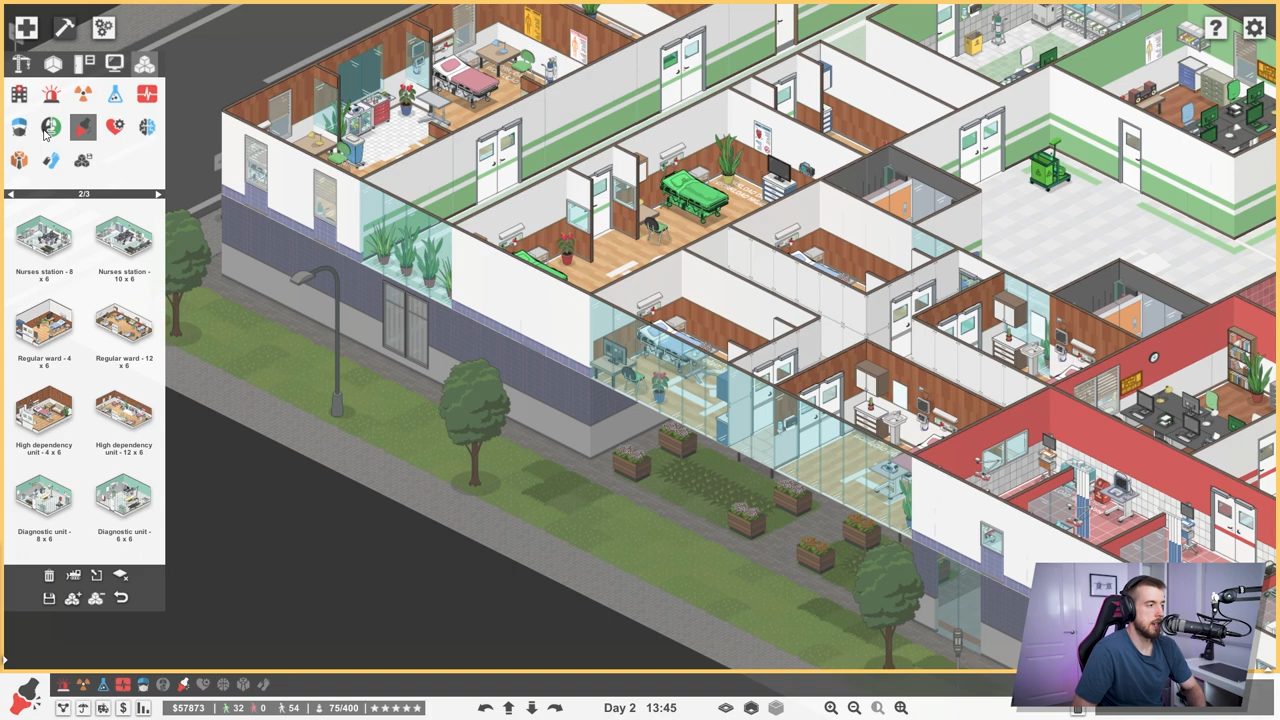 2/3
Nurses station - 8 x 6
Nurses station - 10 x 6
Regular ward - 4 x 6
Regular ward - 12 x 6
High dependency unit - 4 x 6
High dependency unit - 12 x 6
Diagnostic unit - 8 x 6
Diagnostic unit - 6 x 6
$57873
32
0
54
75/400
Day 2 13:45